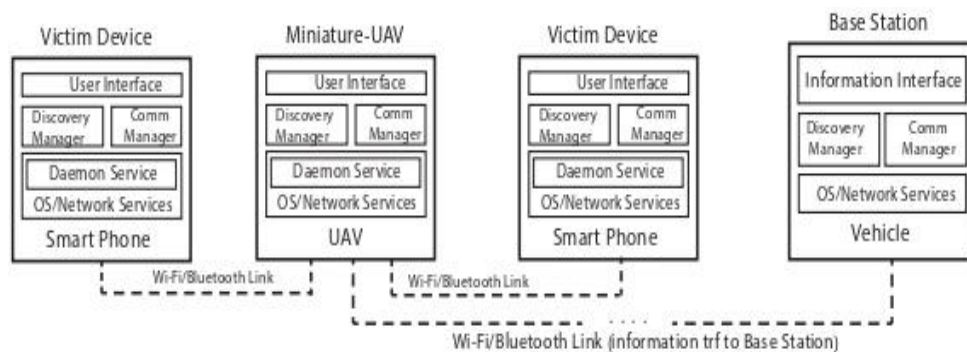 Victim Device
User Interface
Discovery
Manager
Comm
Manager
Daemon Service
OS/Network Services
Smart Phone
Miniature-UAV
User Interface
Discovery
Manager
Comm
Manager
Daemon Service
OS/Network Services
UAV
Victim Device
User Interface
Discovery
Manager
Comm
Manager
Daemon Service
OS/Network Services
Smart Phone
Base Station
Information Interface
Discovery
Manager
Comm
Manager
OS/Network Services
Vehicle
Wi-Fi/Bluetooth Link
Wi-Fi/Bluetooth Link
Wi-Fi/Bluetooth Link (information trf to Base Station)